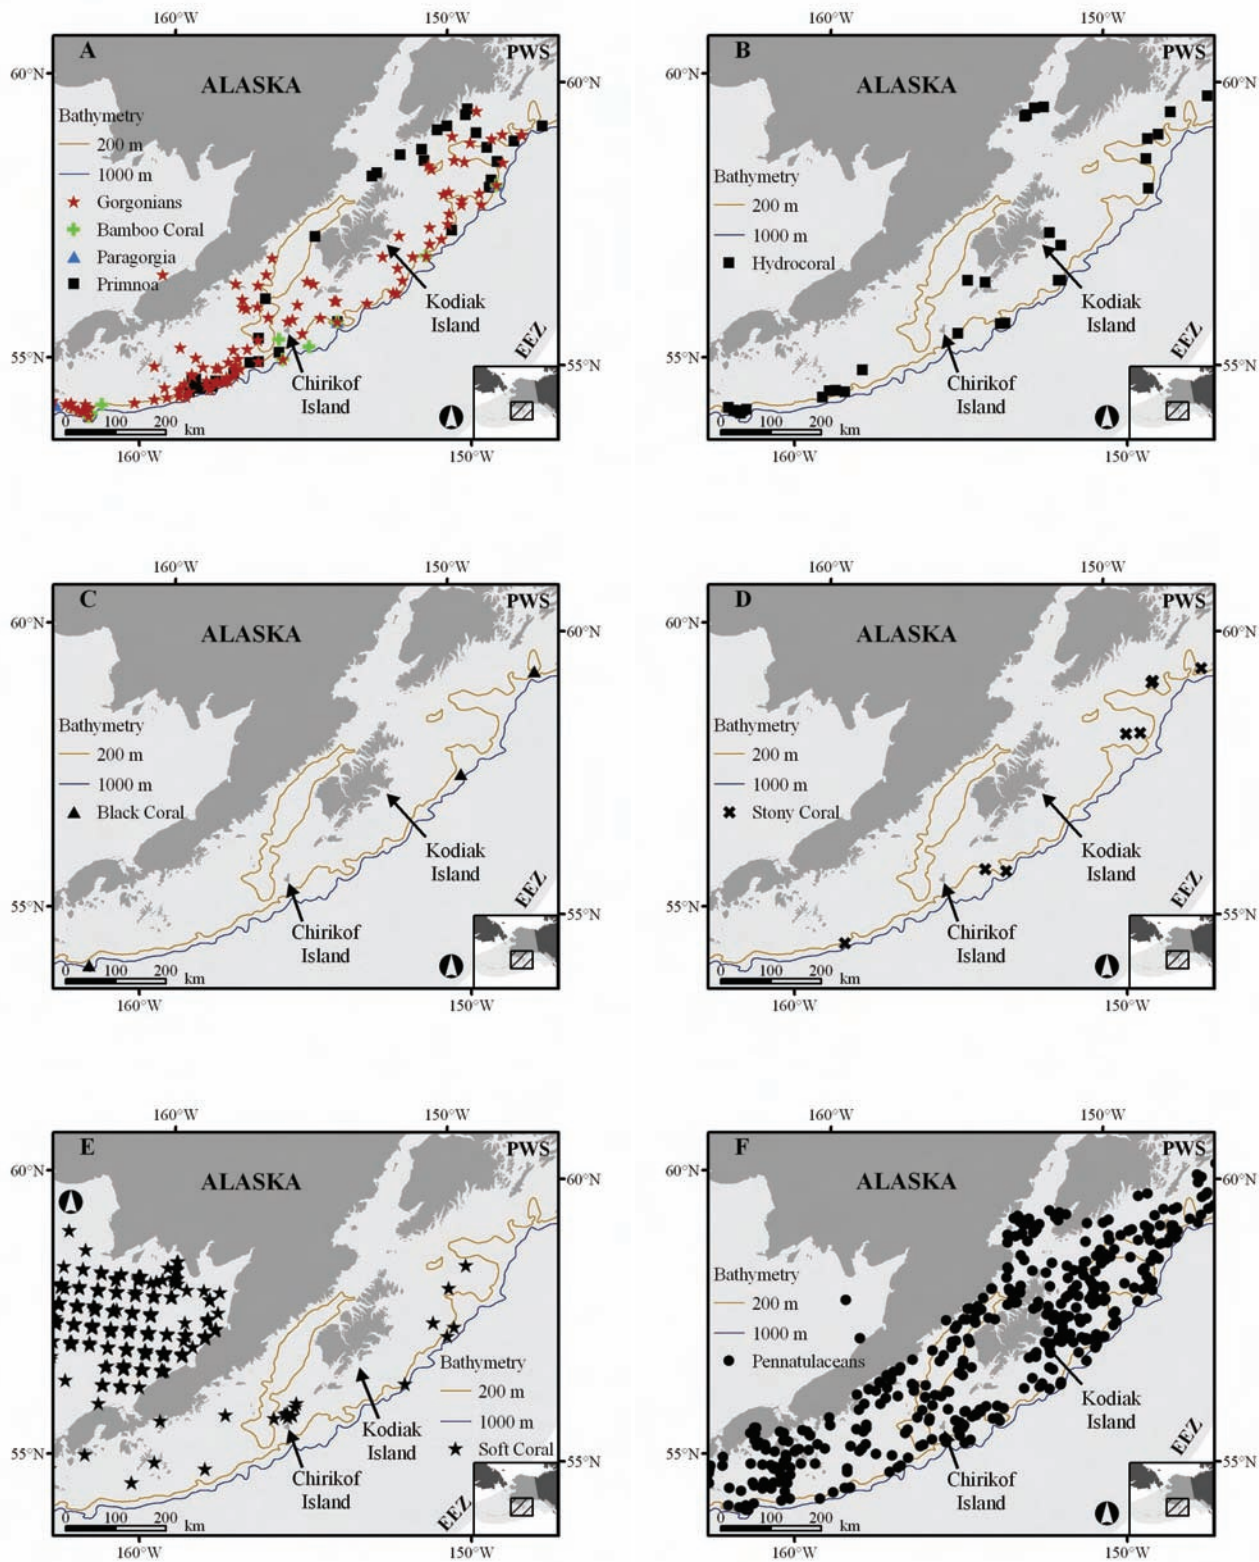 160°W
150°W
A
PWS
60°N
60°N
ALASKA
Bathymetry
200 m
1000 m
Gorgonians
Bamboo Coral
Paragorgia
Primnoa
Kodiak
Island
EEZ
55°N
55°N
Chirikof
Island
0 100 200
km
160°W
150°W
160°W
150°W
B
PWS
60°N
60°N
ALASKA
Bathymetry
200 m
1000 m
Hydrocoral
Kodiak
Island
EEZ
55°N
55°N
Chirikof
Island
0 100 200
km
160°W
150°W
160°W
150°W
C
PWS
60°N
60°N
ALASKA
Bathymetry
200 m
1000 m
Black Coral
Kodiak
Island
EEZ
55°N
55°N
Chirikof
Island
0 100 200
km
160°W
150°W
160°W
150°W
D
PWS
60°N
60°N
ALASKA
Bathymetry
200 m
1000 m
Stony Coral
Kodiak
Island
EEZ
55°N
55°N
Chirikof
Island
0 100 200
km
160°W
150°W
160°W
150°W
E
PWS
60°N
60°N
ALASKA
Bathymetry
200 m
1000 m
Soft Coral
Kodiak
Island
55°N
55°N
Chirikof
Island
EEZ
0 100 200
km
160°W
150°W
160°W
150°W
F
PWS
60°N
60°N
ALASKA
Bathymetry
200 m
1000 m
Pennatulaceans
Kodiak
Island
EEZ
55°N
55°N
Chirikof
Island
0 100 200
km
160°W
150°W